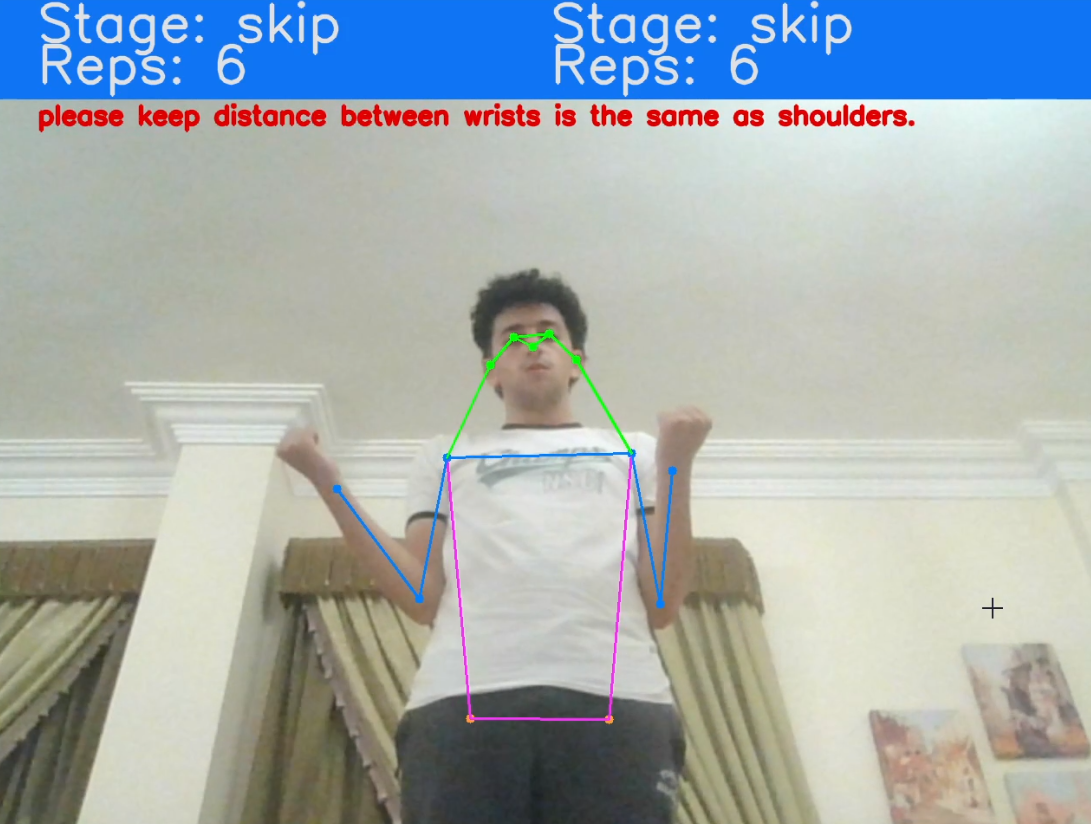 Stage: skip
Reps: 6
Stage: skip
Reps: 6
please keep distance between wrists is the same as shoulders.